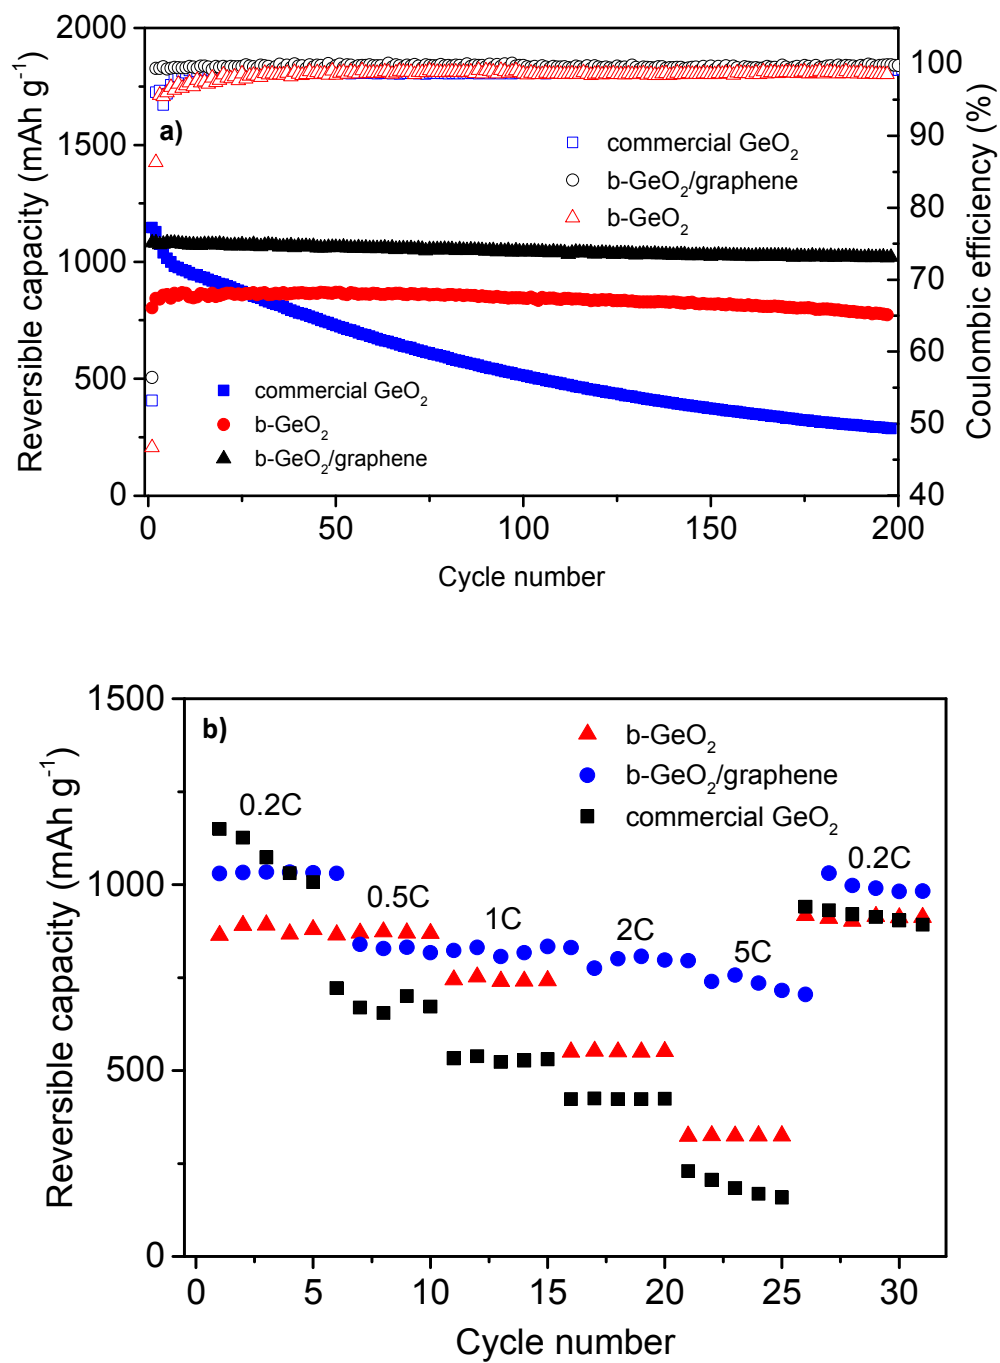 2000
1500
1000
500
0
Reversible capacity (mAh g⁻¹)
a)
commercial GeO₂
b-GeO₂/graphene
b-GeO₂
commercial GeO₂
b-GeO₂
b-GeO₂/graphene
100
90
80
70
60
50
40
Coulombic efficiency (%)
0 50 100 150 200
Cycle number
1500
1000
500
0
Reversible capacity (mAh g⁻¹)
b)
b-GeO₂
b-GeO₂/graphene
commercial GeO₂
0.2C
0.5C
1C
2C
5C
0.2C
0 5 10 15 20 25 30
Cycle number